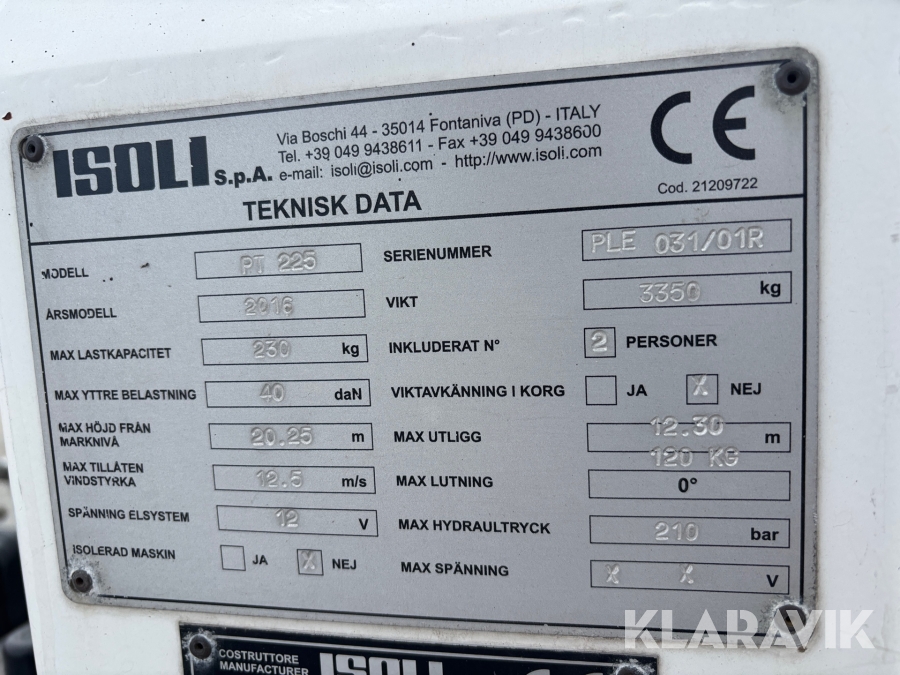 ISOLI S.p.A.
Via Boschi 44 - 35014 Fontaniva (PD) - ITALY
Tel. +39 049 9438611 - Fax +39 049 9438600
e-mail: isoli@isoli.com - http://www.isoli.com
CE
Cod. 21209722
TEKNISK DATA
MODELL PT 225
ÅRSMODELL 2016
MAX LASTKAPACITET 230 kg
MAX YTTRE BELASTNING 40 daN
MAX HÖJD FRÅN
MARKNIVÅ 20.25 m
MAX TILLÅTEN
VINDSTYRKA 12.5 m/s
SPÄNNING ELSYSTEM 12 V
ISOLERAD MASKIN JA X NEJ
SERIENUMMER PLE 031/01R
VIKT 3350 kg
INKLUDERAT N° 2 PERSONER
VIKTAVKÄNNING I KORG JA X NEJ
MAX UTLIGG 12.30 m
120 KG
MAX LUTNING 0°
MAX HYDRAULTRYCK 210 bar
MAX SPÄNNING X X V
KLARAVIK
COSTRUTTORE
MANUFACTURER
ISOLI